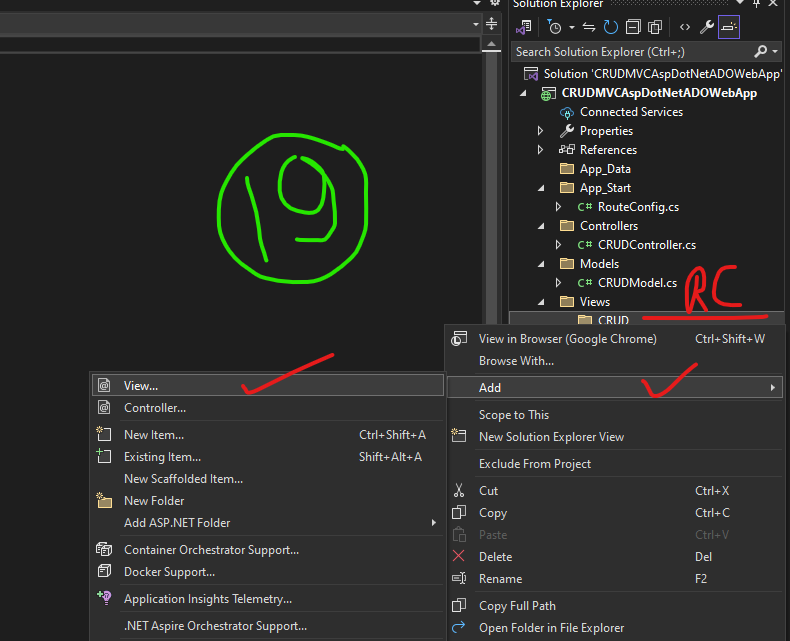 Solution Explorer
Search Solution Explorer (Ctrl+;)
Solution 'CRUDMVCAspDotNetADOWebApp'
CRUDMVCAspDotNetADOWebApp
Connected Services
Properties
References
App_Data
App_Start
C# RouteConfig.cs
Controllers
C# CRUDController.cs
Models
C# CRUDModel.cs
Views
CRUD
RC
19
View in Browser (Google Chrome) Ctrl+Shift+W
Browse With...
Add
Scope to This
New Solution Explorer View
Exclude From Project
Cut Ctrl+X
Copy Ctrl+C
Paste Ctrl+V
Delete Del
Rename F2
Copy Full Path
Open Folder in File Explorer
View...
Controller...
New Item... Ctrl+Shift+A
Existing Item... Shift+Alt+A
New Scaffolded Item...
New Folder
Add ASP.NET Folder
Container Orchestrator Support...
Docker Support...
Application Insights Telemetry...
.NET Aspire Orchestrator Support...